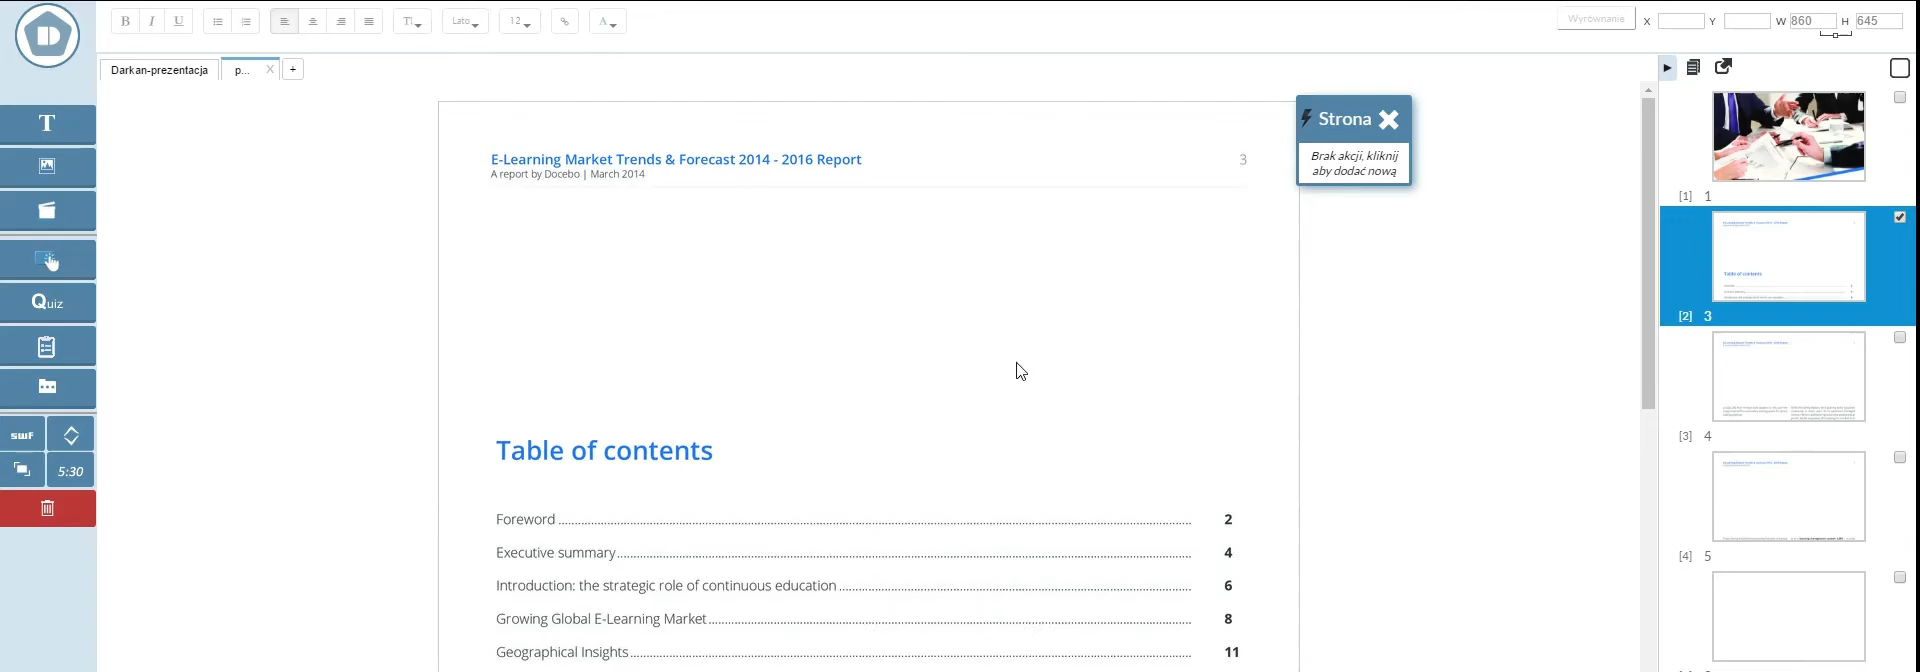 B I U Lato 12 A Wyrównanie X Y W 860 H 645
Darkan-prezentacja p... X +
T
Quiz
swf
5:30
E-Learning Market Trends & Forecast 2014 - 2016 Report 3
A report by Docebo | March 2014
Table of contents
Foreword 2
Executive summary 4
Introduction: the strategic role of continuous education 6
Growing Global E-Learning Market 8
Geographical Insights 11
Strona
Brak akcji, kliknij
aby dodać nową
[1] 1
Table of contents
[2] 3
[3] 4
[4] 5